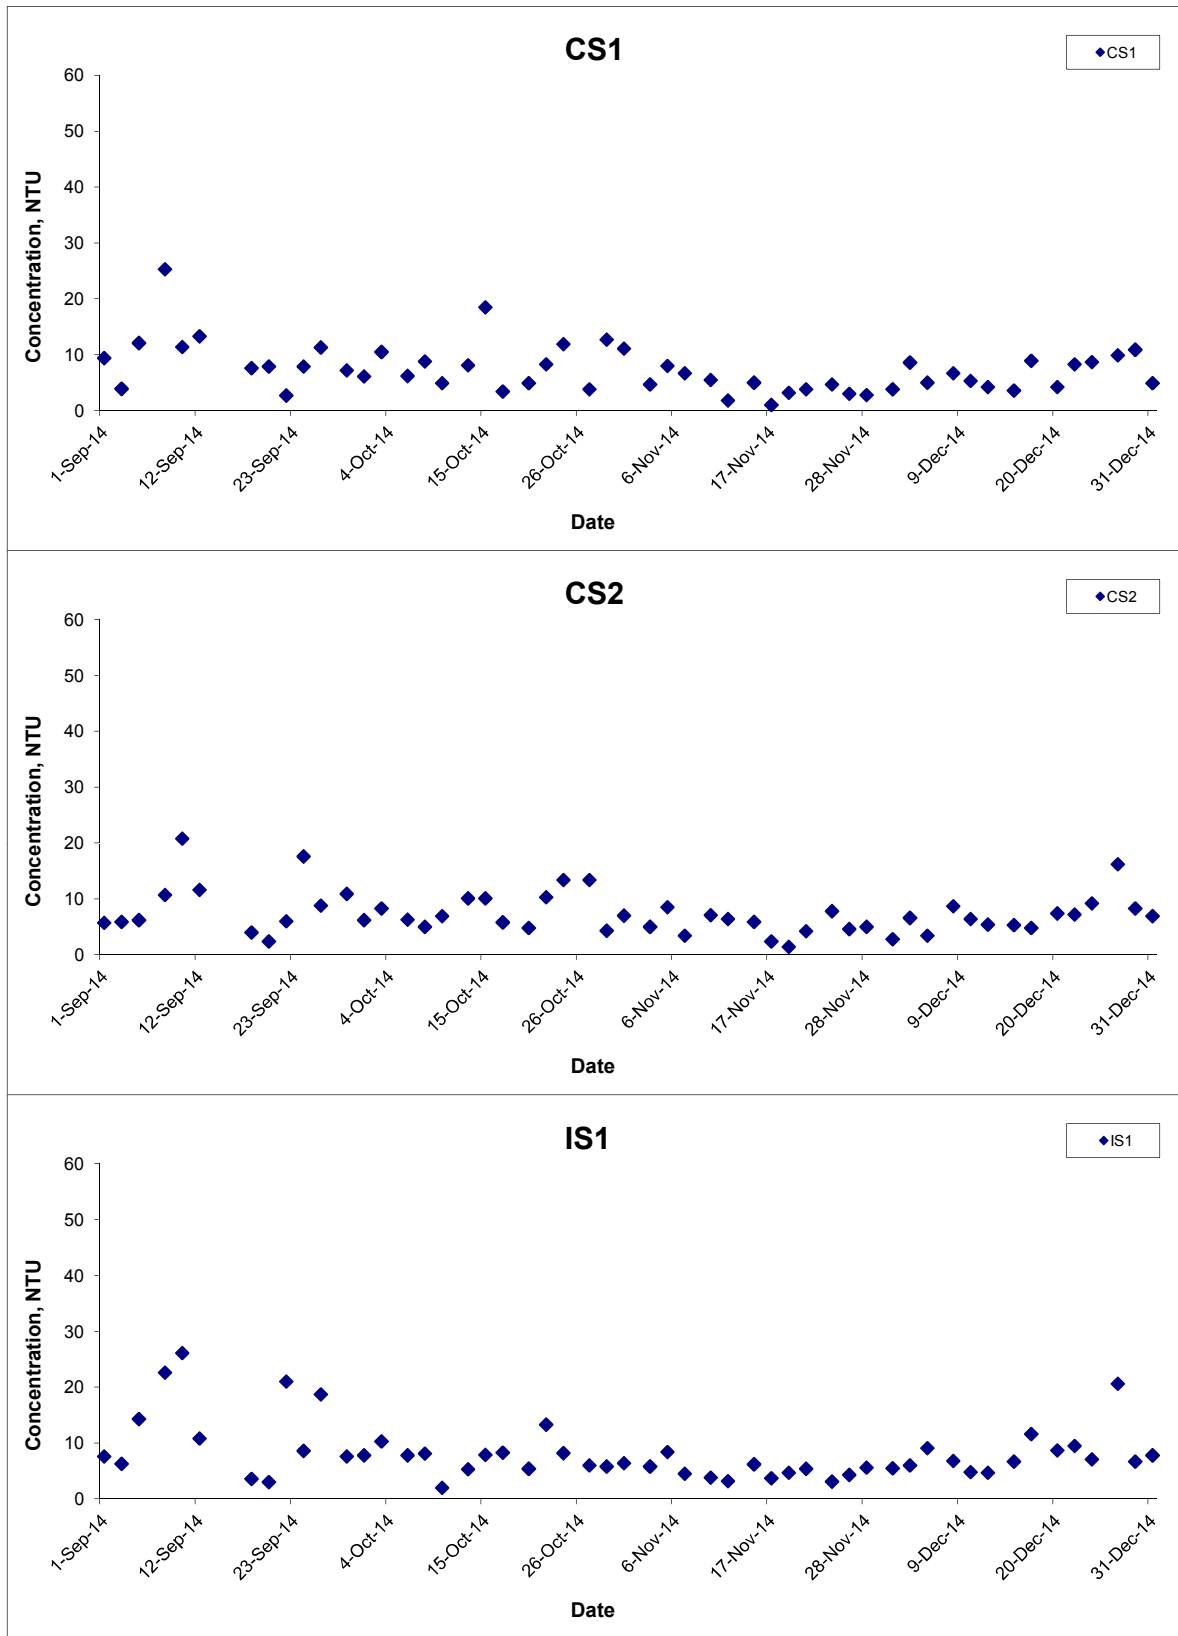 CS1
CS1
60
50
40
30
20
10
0
Concentration, NTU
1-Sep-14
12-Sep-14
23-Sep-14
4-Oct-14
15-Oct-14
26-Oct-14
6-Nov-14
17-Nov-14
28-Nov-14
9-Dec-14
20-Dec-14
31-Dec-14
Date
CS2
CS2
60
50
40
30
20
10
0
Concentration, NTU
1-Sep-14
12-Sep-14
23-Sep-14
4-Oct-14
15-Oct-14
26-Oct-14
6-Nov-14
17-Nov-14
28-Nov-14
9-Dec-14
20-Dec-14
31-Dec-14
Date
IS1
IS1
60
50
40
30
20
10
0
Concentration, NTU
1-Sep-14
12-Sep-14
23-Sep-14
4-Oct-14
15-Oct-14
26-Oct-14
6-Nov-14
17-Nov-14
28-Nov-14
9-Dec-14
20-Dec-14
31-Dec-14
Date